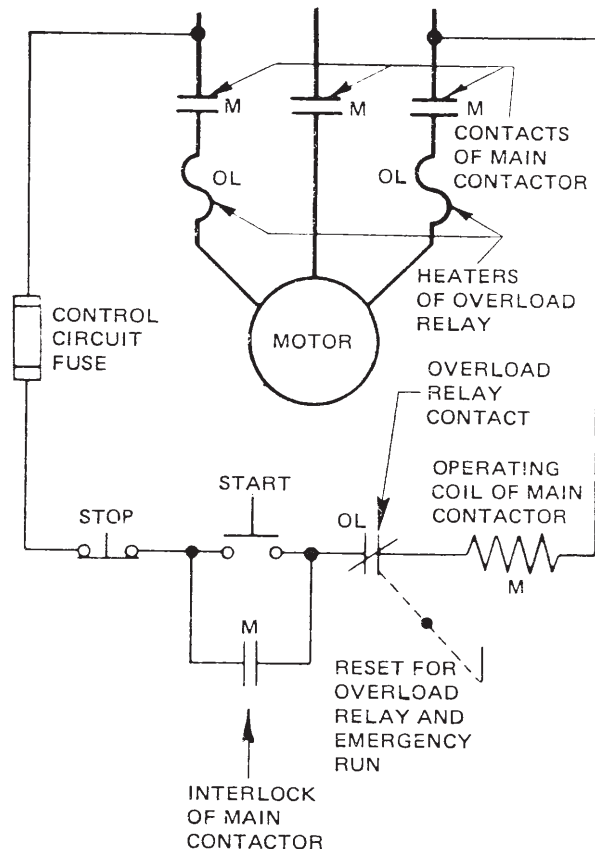 M
M
M
CONTACTS
OF MAIN
CONTACTOR
OL
OL
HEATERS
OF OVERLOAD
RELAY
CONTROL
CIRCUIT
FUSE
MOTOR
OVERLOAD
RELAY
CONTACT
START
STOP
OL
OPERATING
COIL OF MAIN
CONTACTOR
M
M
RESET FOR
OVERLOAD
RELAY AND
EMERGENCY
RUN
INTERLOCK
OF MAIN
CONTACTOR